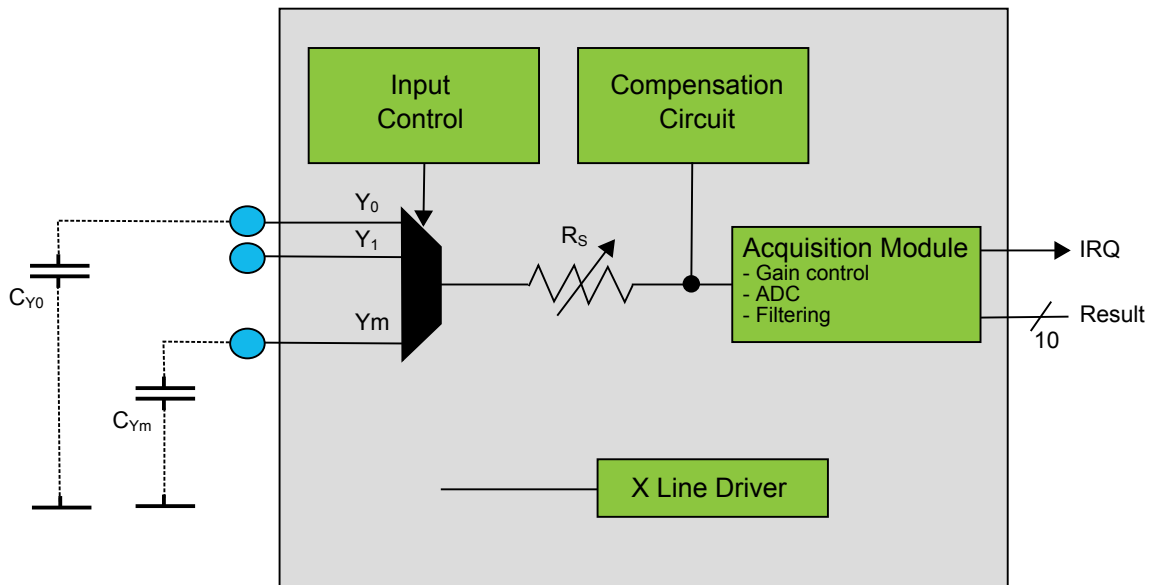 Input
Control
Compensation
Circuit
Y0
Y1
Ym
RS
Acquisition Module
- Gain control
- ADC
- Filtering
IRQ
Result
10
CY0
CYm
X Line Driver